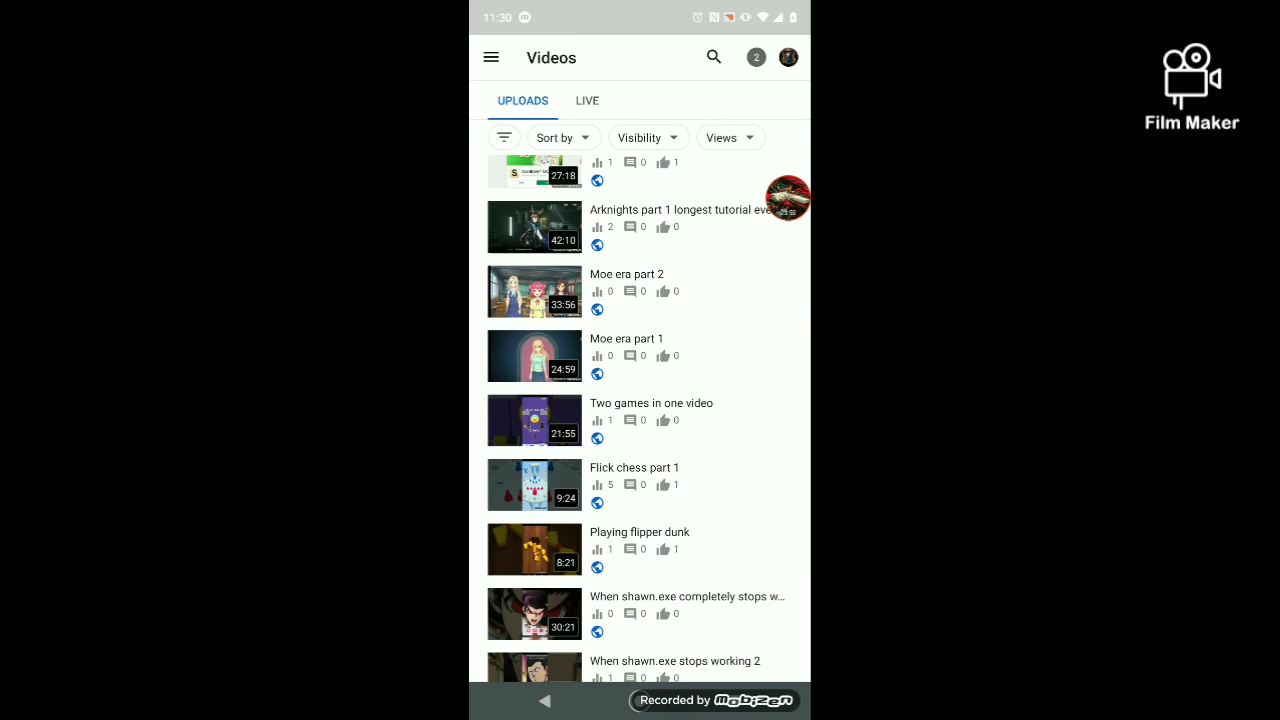 11:30
Videos
2
UPLOADS LIVE
Sort by Visibility Views
27:18
1 0 1
Arknights part 1 longest tutorial eve
42:10
2 0 0
Moe era part 2
33:56
0 0 0
Moe era part 1
24:59
0 0 0
Two games in one video
21:55
1 0 0
Flick chess part 1
9:24
5 0 1
Playing flipper dunk
8:21
1 0 1
When shawn.exe completely stops w...
30:21
0 0 0
When shawn.exe stops working 2
1 0 0
Recorded by MOBIZEN
Film Maker